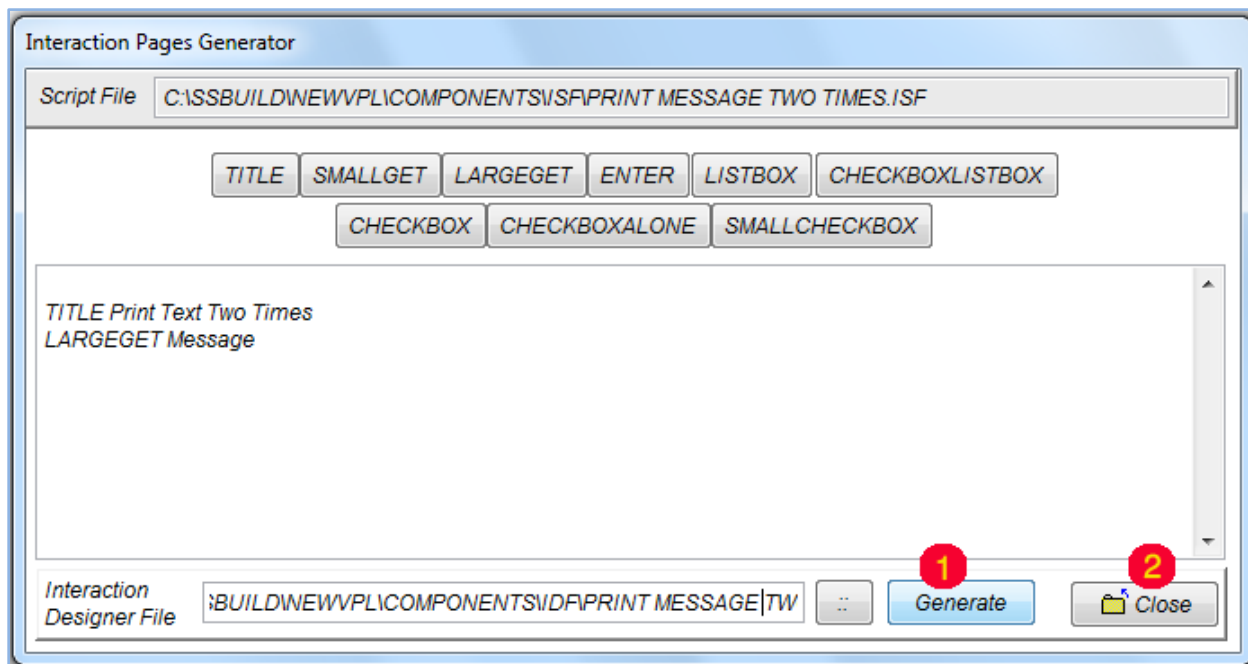 Interaction Pages Generator
Script File C:\SSBUILD\NEWVPL\COMPONENTS\ISF\PRINT MESSAGE TWO TIMES.ISF
TITLE SMALLGET LARGEGET ENTER LISTBOX CHECKBOXLISTBOX
CHECKBOX CHECKBOXALONE SMALLCHECKBOX
TITLE Print Text Two Times
LARGEGET Message
1 2
Interaction
Designer File
SBUILD\NEWVPL\COMPONENTS\IDF\PRINT MESSAGE TW :: Generate Close